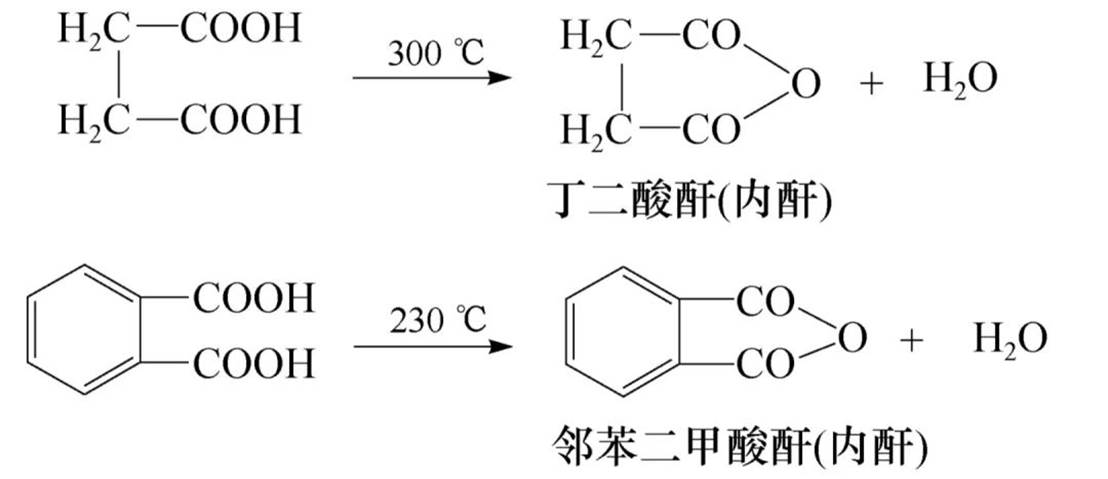 H₂C—COOH 300 ℃ H₂C—CO O + H₂O
H₂C—COOH H₂C—CO
丁二酸酐(内酐)
COOH 230 ℃ CO O + H₂O
COOH CO
邻苯二甲酸酐(内酐)